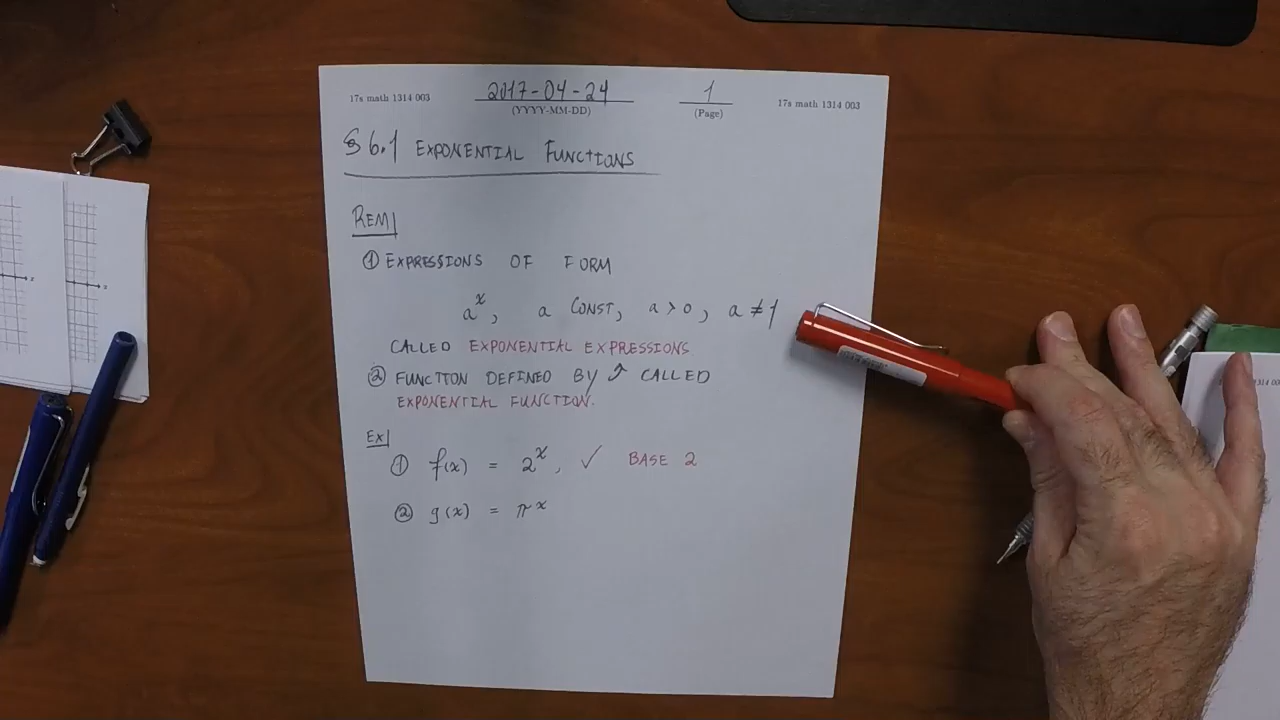 17s math 1314 003 2017-04-24 1 17s math 1314 003
(YYYY-MM-DD) (Page)
§ 6.1 EXPONENTIAL FUNCTIONS
REM
① EXPRESSIONS OF FORM
a^x, a CONST, a > 0, a ≠ 1
CALLED EXPONENTIAL EXPRESSIONS
② FUNCTION DEFINED BY ↗ CALLED
EXPONENTIAL FUNCTION.
EX
① f(x) = 2^x, ✓ BASE 2
② g(x) = π^x